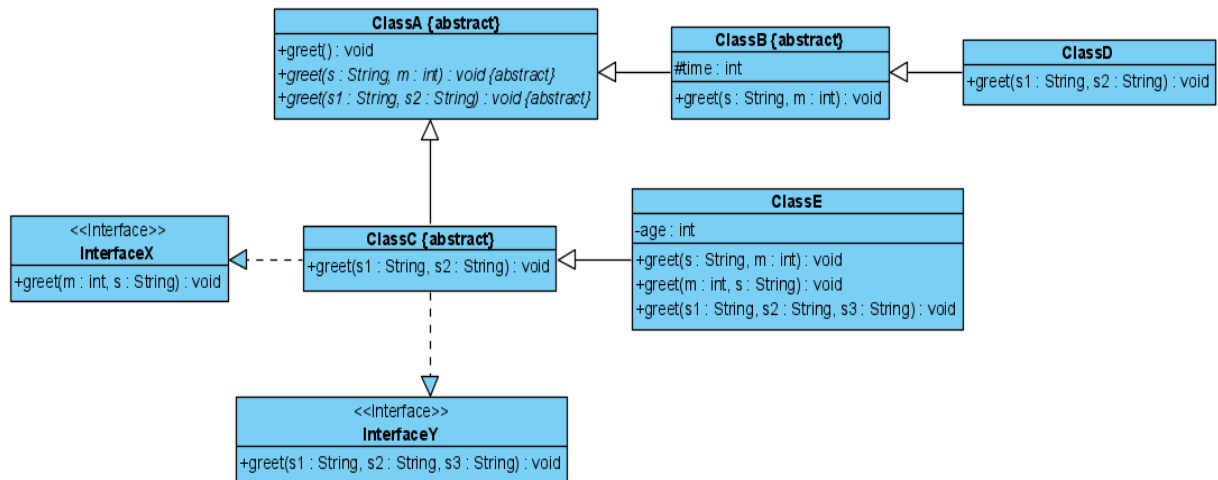 ClassA {abstract}
+greet() : void
+greet(s : String, m : int) : void {abstract}
+greet(s1 : String, s2 : String) : void {abstract}
ClassB {abstract}
#time : int
+greet(s : String, m : int) : void
ClassD
+greet(s1 : String, s2 : String) : void
<<Interface>>
InterfaceX
+greet(m : int, s : String) : void
ClassC {abstract}
+greet(s1 : String, s2 : String) : void
ClassE
-age : int
+greet(s : String, m : int) : void
+greet(m : int, s : String) : void
+greet(s1 : String, s2 : String, s3 : String) : void
<<Interface>>
InterfaceY
+greet(s1 : String, s2 : String, s3 : String) : void